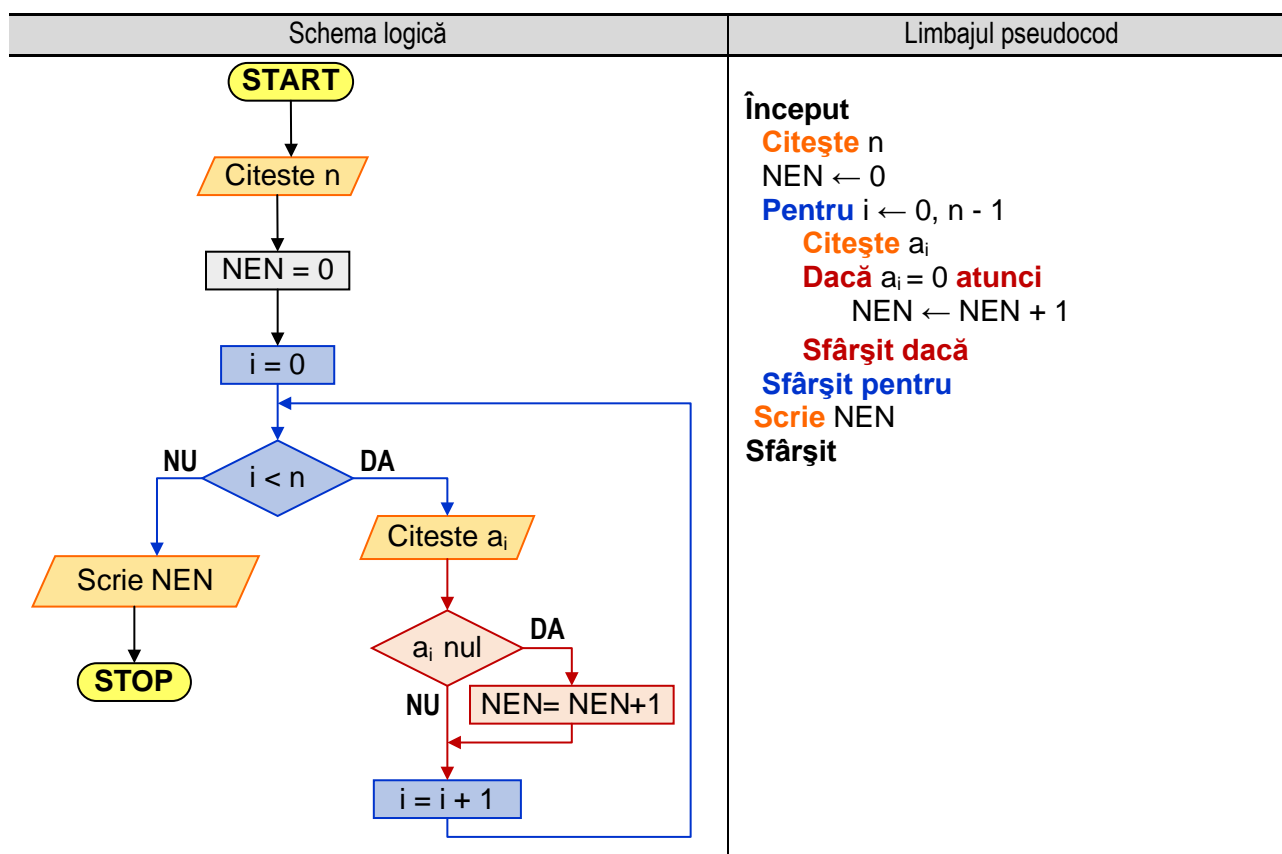 Schema logică
Limbajul pseudocod
START
Citeste n
NEN = 0
i = 0
i < n
NU
DA
Citeste aᵢ
Scrie NEN
aᵢ nul
DA
STOP
NU
NEN= NEN+1
i = i + 1
Început
Citeşte n
NEN ← 0
Pentru i ← 0, n - 1
Citeşte aᵢ
Dacă aᵢ = 0 atunci
NEN ← NEN + 1
Sfârşit dacă
Sfârşit pentru
Scrie NEN
Sfârşit